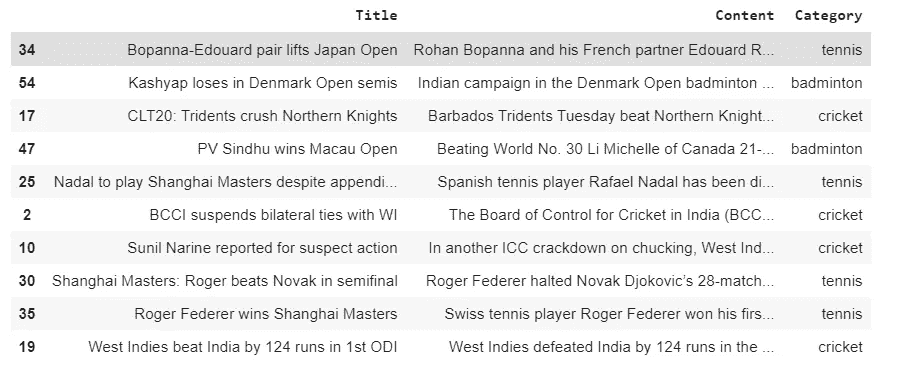 Title Content Category
34 Bopanna-Edouard pair lifts Japan Open Rohan Bopanna and his French partner Edouard R... tennis
54 Kashyap loses in Denmark Open semis Indian campaign in the Denmark Open badminton ... badminton
17 CLT20: Tridents crush Northern Knights Barbados Tridents Tuesday beat Northern Knight... cricket
47 PV Sindhu wins Macau Open Beating World No. 30 Li Michelle of Canada 21-... badminton
25 Nadal to play Shanghai Masters despite appendi... Spanish tennis player Rafael Nadal has been di... tennis
2 BCCI suspends bilateral ties with WI The Board of Control for Cricket in India (BCC... cricket
10 Sunil Narine reported for suspect action In another ICC crackdown on chucking, West Ind... cricket
30 Shanghai Masters: Roger beats Novak in semifinal Roger Federer halted Novak Djokovic’s 28-match... tennis
35 Roger Federer wins Shanghai Masters Swiss tennis player Roger Federer won his firs... tennis
19 West Indies beat India by 124 runs in 1st ODI West Indies defeated India by 124 runs in the ... cricket